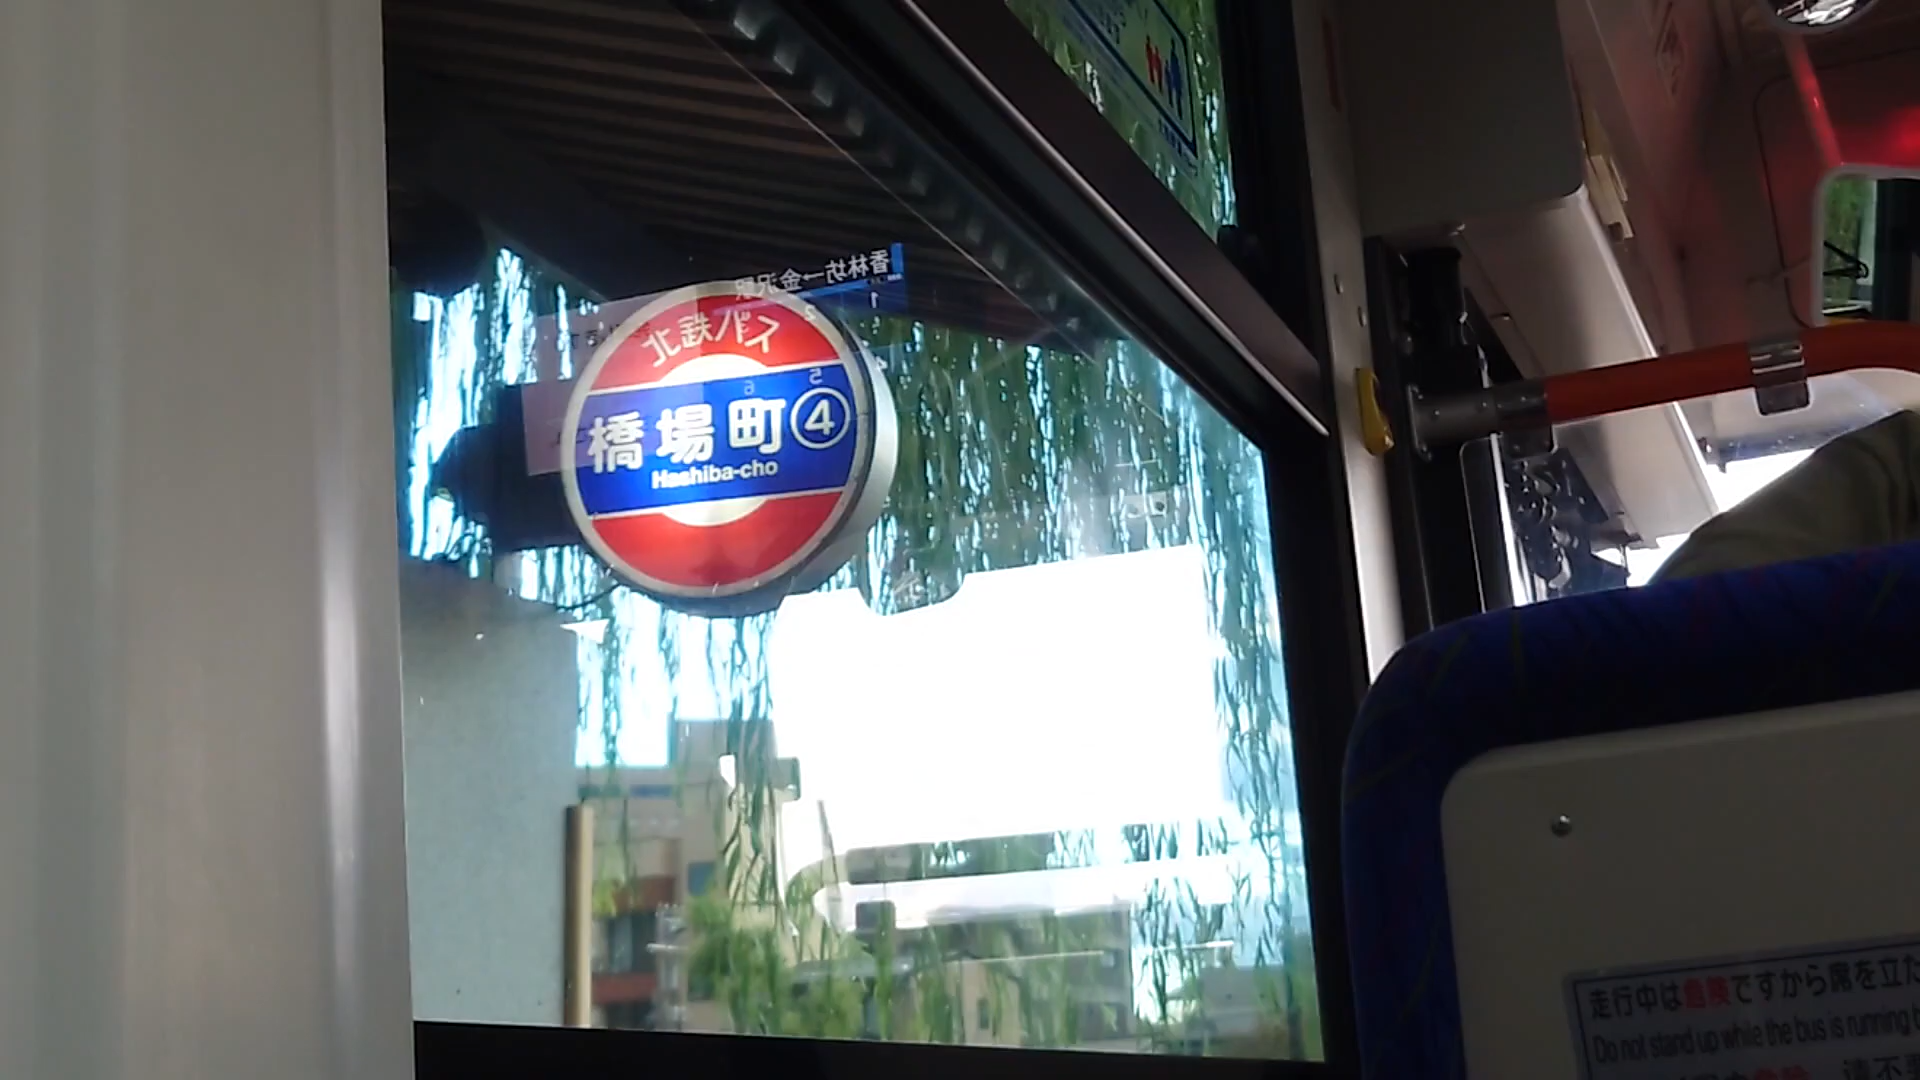 香林坊→金沢駅
北鉄バス
橋場町④
Hashiba-cho
走行中は危険ですから席を立た
Do not stand up while the bus is running